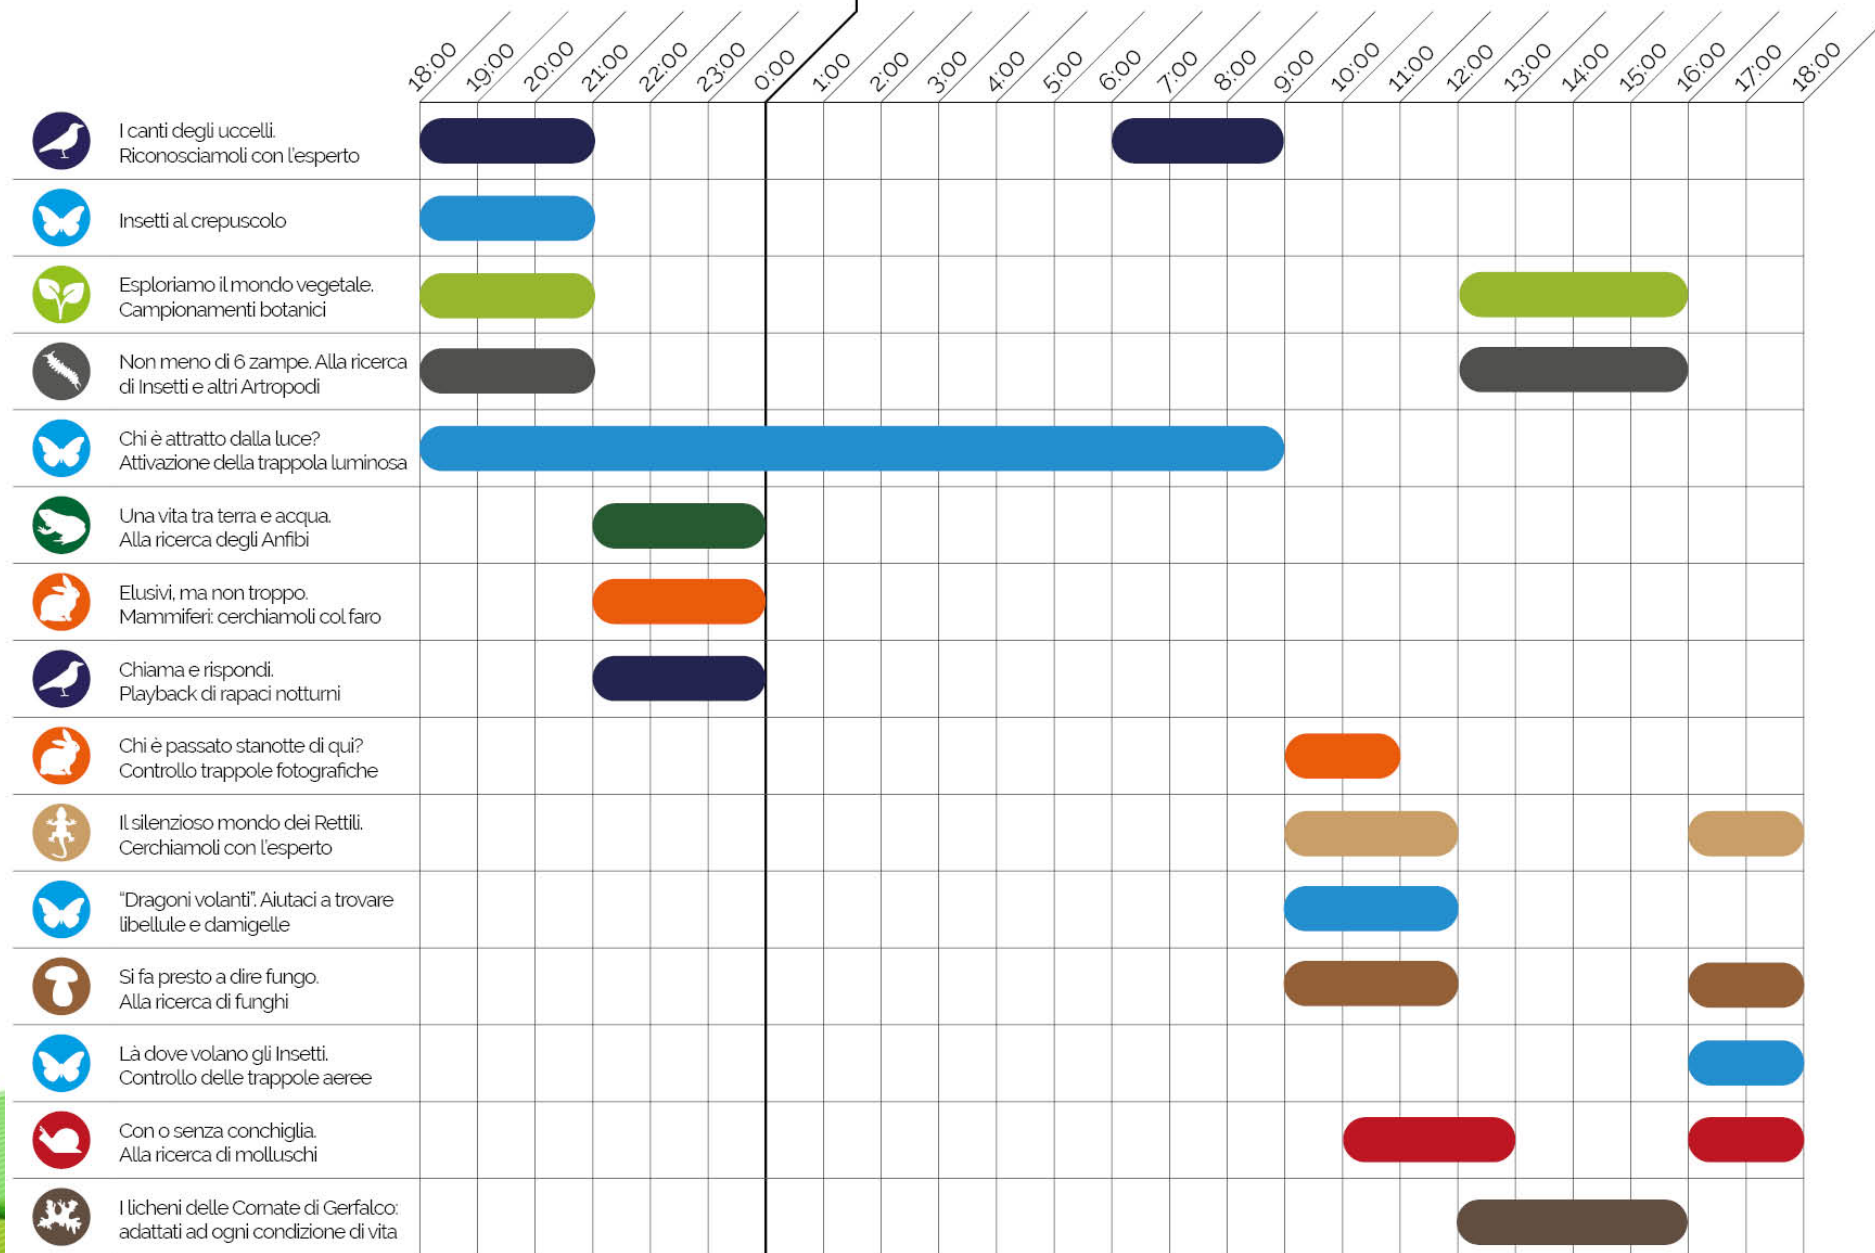 18:00 19:00 20:00 21:00 22:00 23:00 0:00 1:00 2:00 3:00 4:00 5:00 6:00 7:00 8:00 9:00 10:00 11:00 12:00 13:00 14:00 15:00 16:00 17:00 18:00
I canti degli uccelli.
Riconosciamoli con l'esperto
Insetti al crepuscolo
Esploriamo il mondo vegetale.
Campionamenti botanici
Non meno di 6 zampe. Alla ricerca
di Insetti e altri Artropodi
Chi è attratto dalla luce?
Attivazione della trappola luminosa
Una vita tra terra e acqua.
Alla ricerca degli Anfibi
Elusivi, ma non troppo.
Mammiferi: cerchiamoli col faro
Chiama e rispondi.
Playback di rapaci notturni
Chi è passato stanotte di qui?
Controllo trappole fotografiche
Il silenzioso mondo dei Rettili.
Cerchiamoli con l'esperto
“Dragoni volanti”. Aiutaci a trovare
libellule e damigelle
Si fa presto a dire fungo.
Alla ricerca di funghi
Là dove volano gli Insetti.
Controllo delle trappole aeree
Con o senza conchiglia.
Alla ricerca di molluschi
I licheni delle Cornate di Gerfalco:
adattati ad ogni condizione di vita